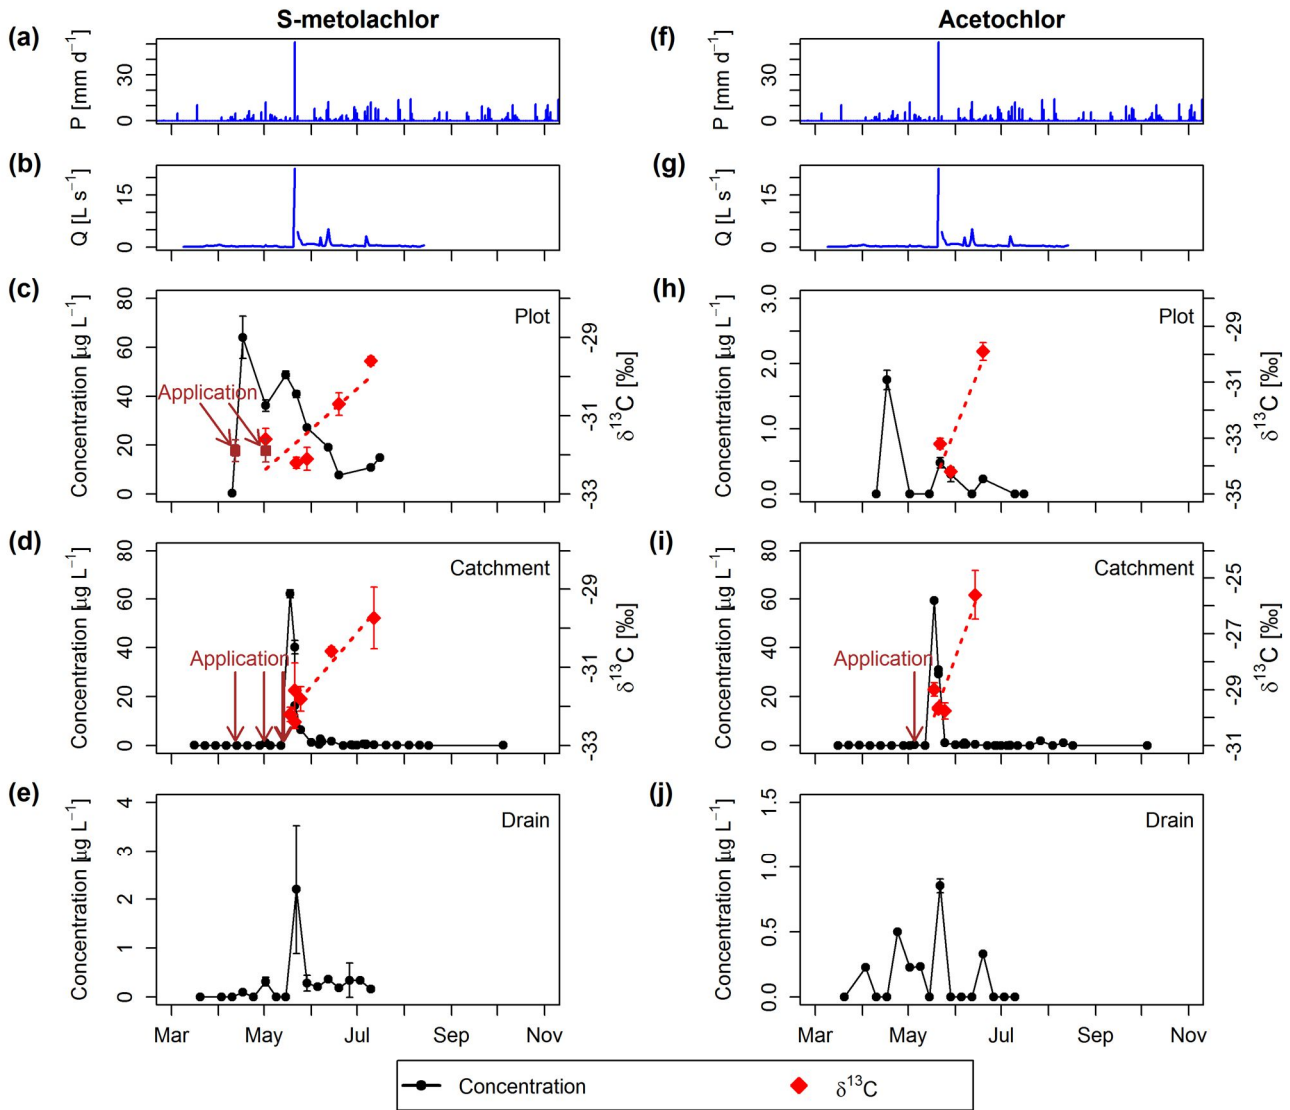 S-metolachlor
Acetochlor
(a)
P [mm d⁻¹]
0 30
(f)
P [mm d⁻¹]
0 30
(b)
Q [L s⁻¹]
0 15
(g)
Q [L s⁻¹]
0 15
(c)
Concentration [µg L⁻¹]
0 20 40 60 80
Plot
Application
-33 -31 -29
δ¹³C [‰]
(h)
Concentration [µg L⁻¹]
0.0 1.0 2.0 3.0
Plot
-35 -33 -31 -29
δ¹³C [‰]
(d)
Concentration [µg L⁻¹]
0 20 40 60 80
Catchment
Application
-33 -31 -29
δ¹³C [‰]
(i)
Concentration [µg L⁻¹]
0 20 40 60 80
Catchment
Application
-31 -29 -27 -25
δ¹³C [‰]
(e)
Concentration [µg L⁻¹]
0 1 2 3 4
Drain
Mar May Jul Sep Nov
(j)
Concentration [µg L⁻¹]
0.0 0.5 1.0 1.5
Drain
Mar May Jul Sep Nov
Concentration
δ¹³C